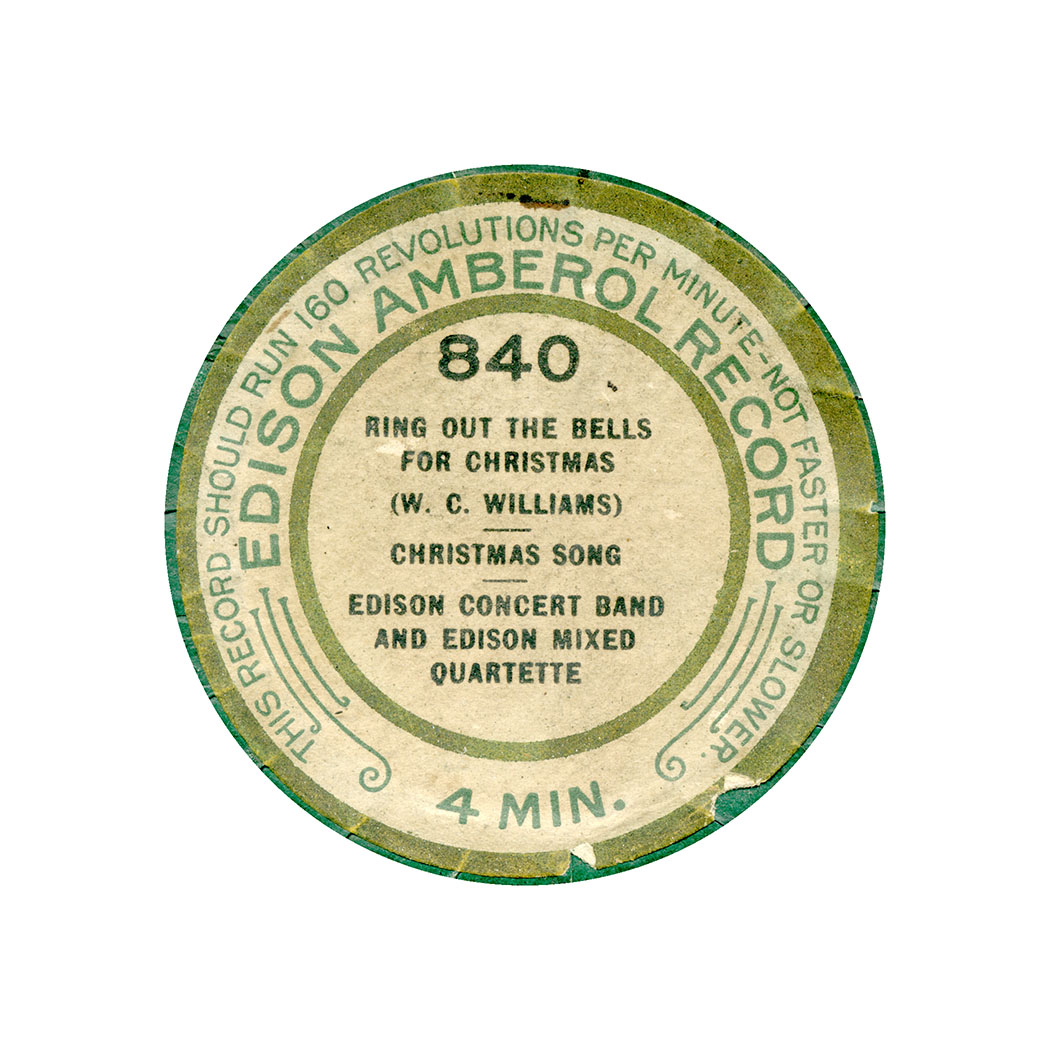 THIS RECORD SHOULD RUN 160 REVOLUTIONS PER MINUTE-NOT FASTER OR SLOWER.
EDISON AMBEROL RECORD
840
RING OUT THE BELLS
FOR CHRISTMAS
(W. C. WILLIAMS)
CHRISTMAS SONG
EDISON CONCERT BAND
AND EDISON MIXED
QUARTETTE
4 MIN.